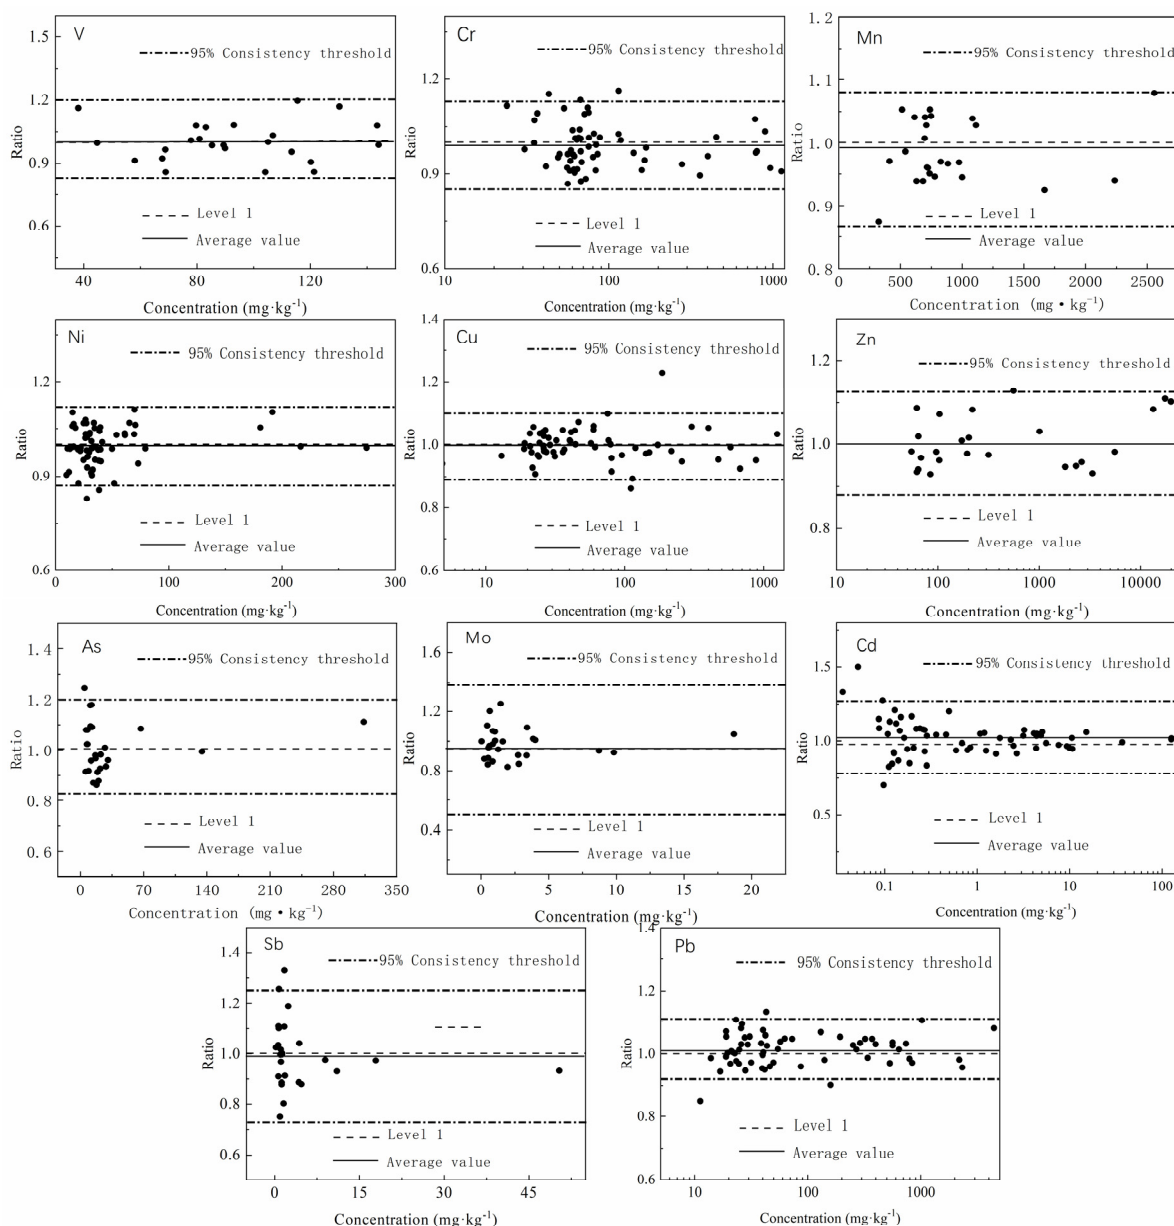 V
1.5
1.2
0.9
0.6
Ratio
95% Consistency threshold
Level 1
Average value
40 80 120
Concentration (mg·kg⁻¹)
Cr
1.2
0.9
0.6
Ratio
95% Consistency threshold
Level 1
Average value
10 100 1000
Concentration (mg·kg⁻¹)
Mn
1.2
1.1
1.0
0.9
0.8
Ratio
95% Consistency threshold
Level 1
Average value
0 500 1000 1500 2000 2500
Concentration (mg•kg⁻¹)
Ni
1.2
0.9
0.6
Ratio
95% Consistency threshold
Level 1
Average value
0 100 200 300
Concentration (mg·kg⁻¹)
Cu
1.4
1.2
1.0
0.8
0.6
Ratio
95% Consistency threshold
Level 1
Average value
10 100 1000
Concentration (mg·kg⁻¹)
Zn
1.2
1.0
0.8
Ratio
95% Consistency threshold
Level 1
Average value
10 100 1000 10000
Concentration (mg·kg⁻¹)
As
1.4
1.2
1.0
0.8
0.6
Ratio
95% Consistency threshold
Level 1
Average value
0 70 140 210 280 350
Concentration (mg•kg⁻¹)
Mo
1.6
1.2
0.8
0.4
Ratio
95% Consistency threshold
Level 1
Average value
0 5 10 15 20
Concentration (mg·kg⁻¹)
Cd
1.5
1.0
0.5
Ratio
95% Consistency threshold
Level 1
Average value
0.1 1 10 100
Concentration (mg·kg⁻¹)
Sb
1.4
1.2
1.0
0.8
0.6
Ratio
95% Consistency threshold
Level 1
Average value
0 15 30 45
Concentration (mg·kg⁻¹)
Pb
1.4
1.2
1.0
0.8
0.6
Ratio
95% Consistency threshold
Level 1
Average value
10 100 1000
Concentration (mg·kg⁻¹)